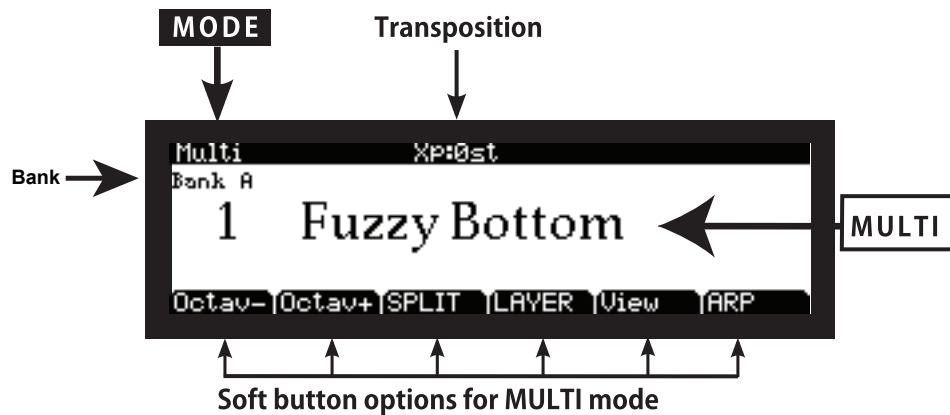 MODE Transposition
Multi Xp:0st
Bank
Bank A
1 Fuzzy Bottom
MULTI
Octav- Octav+ SPLIT LAYER View ARP
Soft button options for MULTI mode